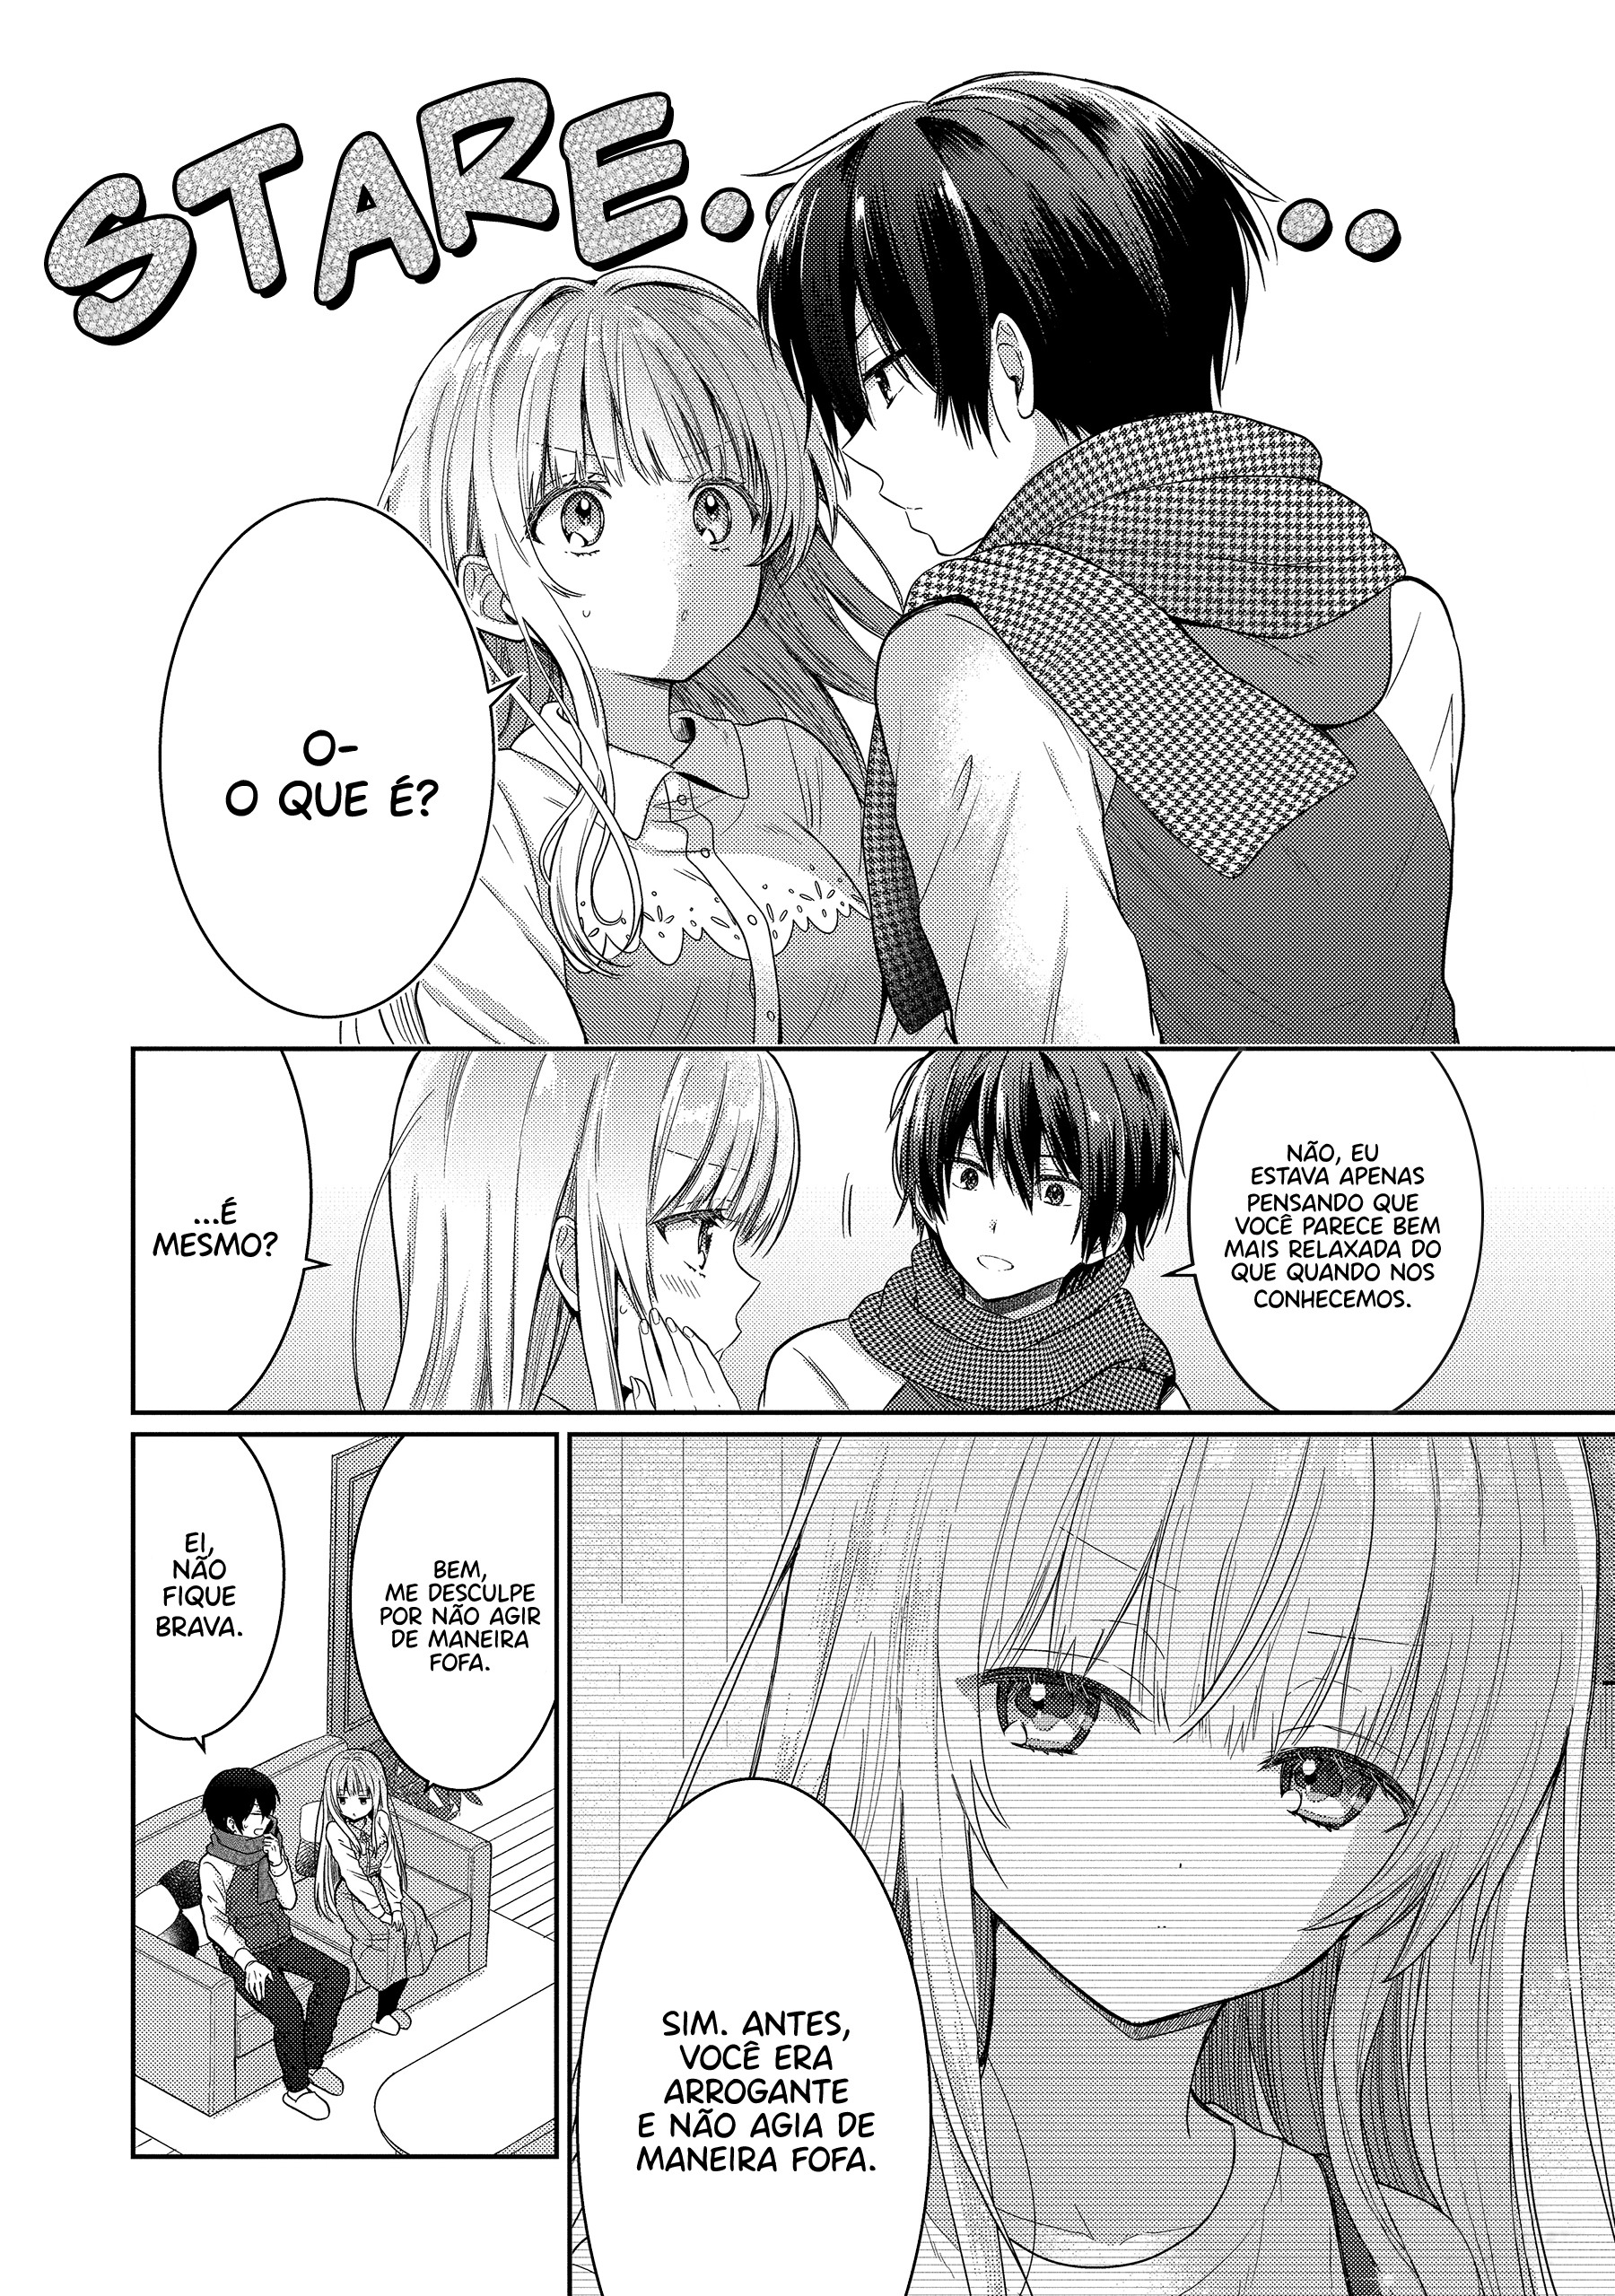 STARE......
O-
O QUE É?
NÃO, EU
ESTAVA APENAS
PENSANDO QUE
VOCÊ PARECE BEM
MAIS RELAXADA DO
QUE QUANDO NOS
CONHECEMOS.
...É
MESMO?
SIM. ANTES,
VOCÊ ERA
ARROGANTE
E NÃO AGIA DE
MANEIRA FOFA.
BEM,
ME DESCULPE
POR NÃO AGIR
DE MANEIRA
FOFA.
EI,
NÃO
FIQUE
BRAVA.